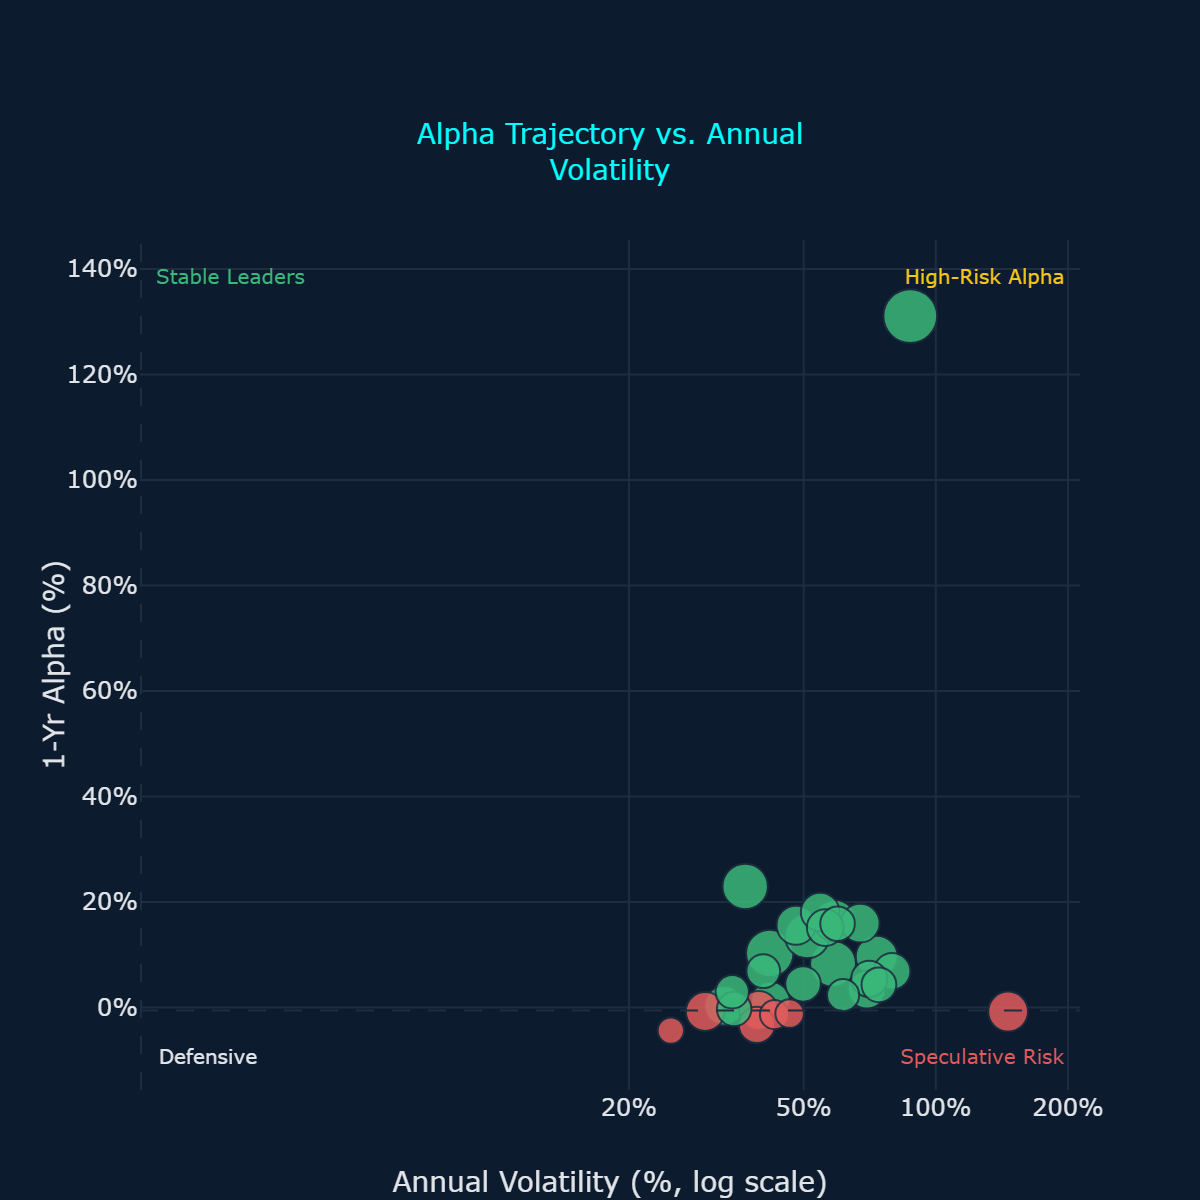 Alpha Trajectory vs. Annual
Volatility
140%
Stable Leaders
High-Risk Alpha
120%
100%
80%
60%
40%
20%
0%
1-Yr Alpha (%)
Defensive
Speculative Risk
20%
50%
100%
200%
Annual Volatility (%, log scale)